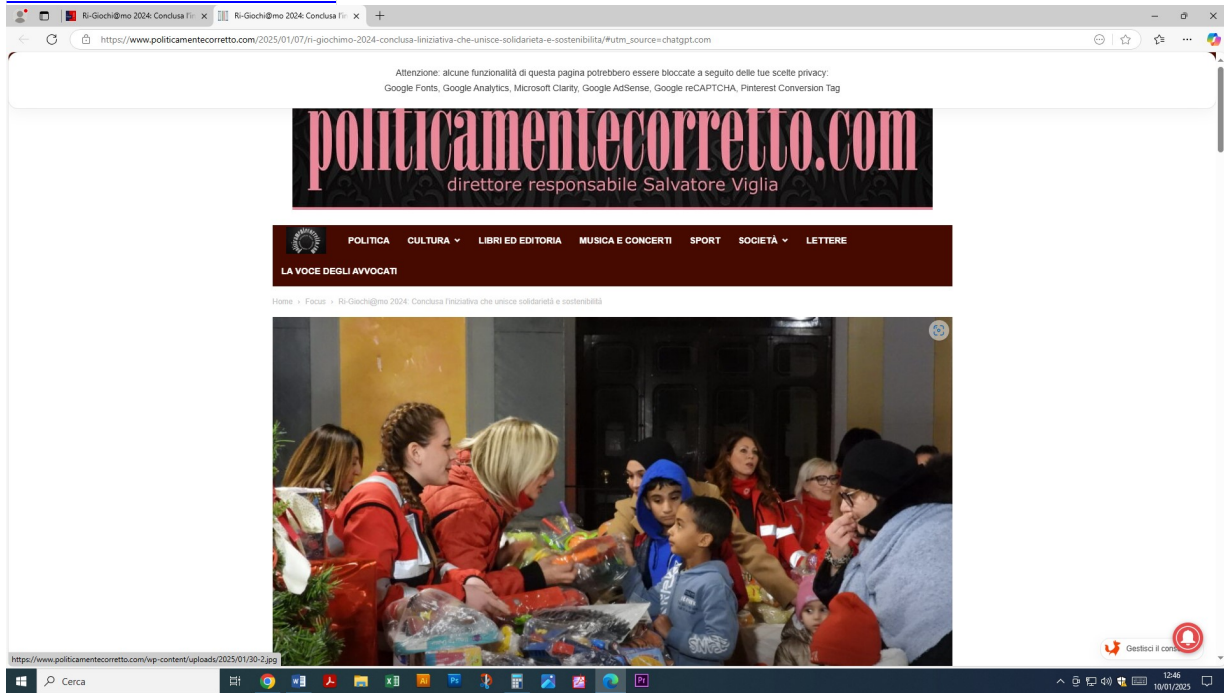 Ri-Giochi@mo 2024: Conclusa l'in
Ri-Giochi@mo 2024: Conclusa l'in
https://www.politicamentecorretto.com/2025/01/07/ri-giochimo-2024-conclusa-liniziativa-che-unisce-solidarieta-e-sostenibilita/#utm_source=chatgpt.com
Attenzione: alcune funzionalità di questa pagina potrebbero essere bloccate a seguito delle tue scelte privacy:
Google Fonts, Google Analytics, Microsoft Clarity, Google AdSense, Google reCAPTCHA, Pinterest Conversion Tag
politicamentecorretto.com
direttore responsabile Salvatore Viglia
POLITICA CULTURA LIBRI ED EDITORIA MUSICA E CONCERTI SPORT SOCIETÀ LETTERE
LA VOCE DEGLI AVVOCATI
Home › Focus › Ri-Giochi@mo 2024: Conclusa l'iniziativa che unisce solidarietà e sostenibilità
Gestisci il cons
https://www.politicamentecorretto.com/wp-content/uploads/2025/01/30-2.jpg
Cerca
12:46
10/01/2025